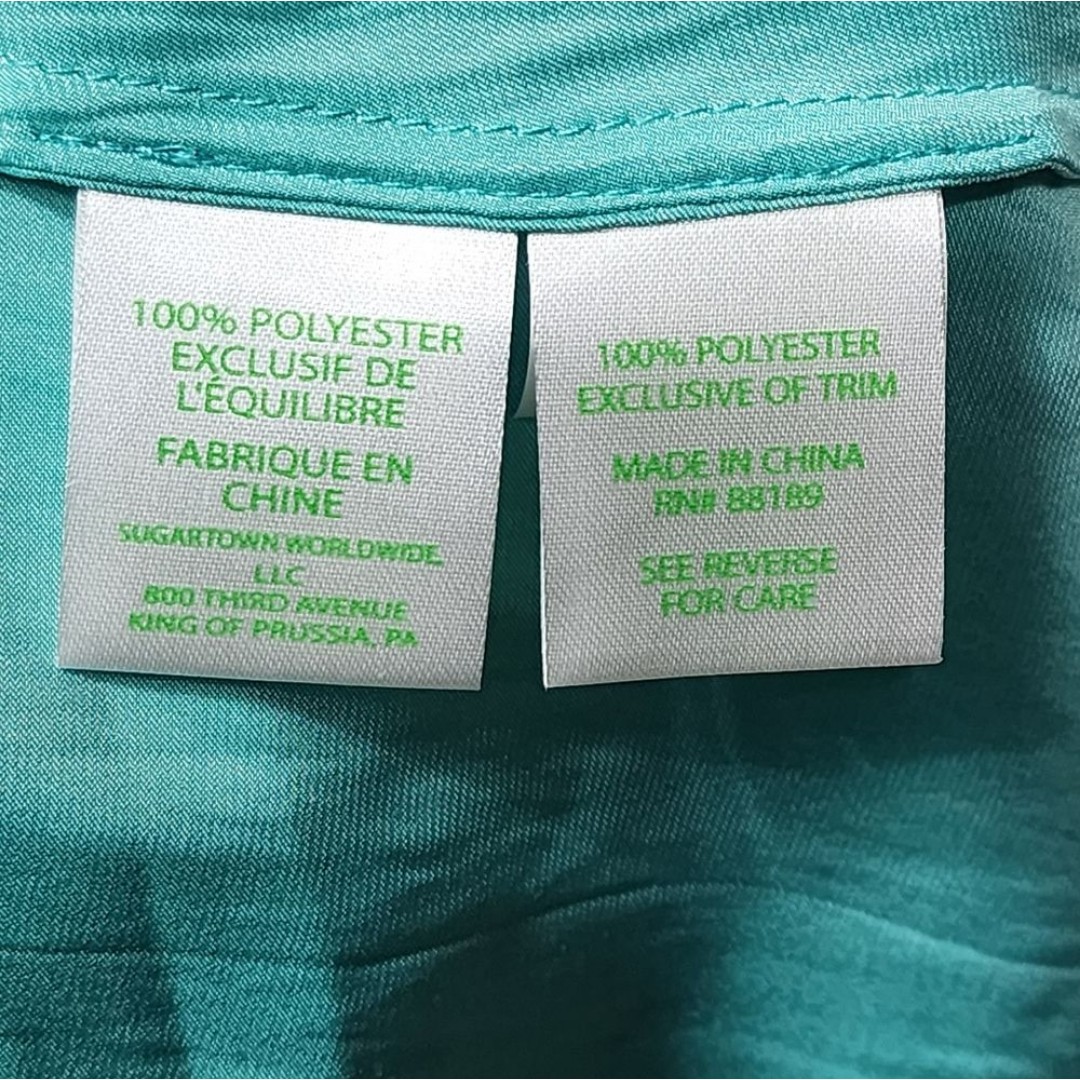 100% POLYESTER
EXCLUSIF DE
L'ÉQUILIBRE
FABRIQUE EN
CHINE
SUGARTOWN WORLDWIDE,
LLC
800 THIRD AVENUE
KING OF PRUSSIA, PA
100% POLYESTER
EXCLUSIVE OF TRIM
MADE IN CHINA
RN# 88189
SEE REVERSE
FOR CARE